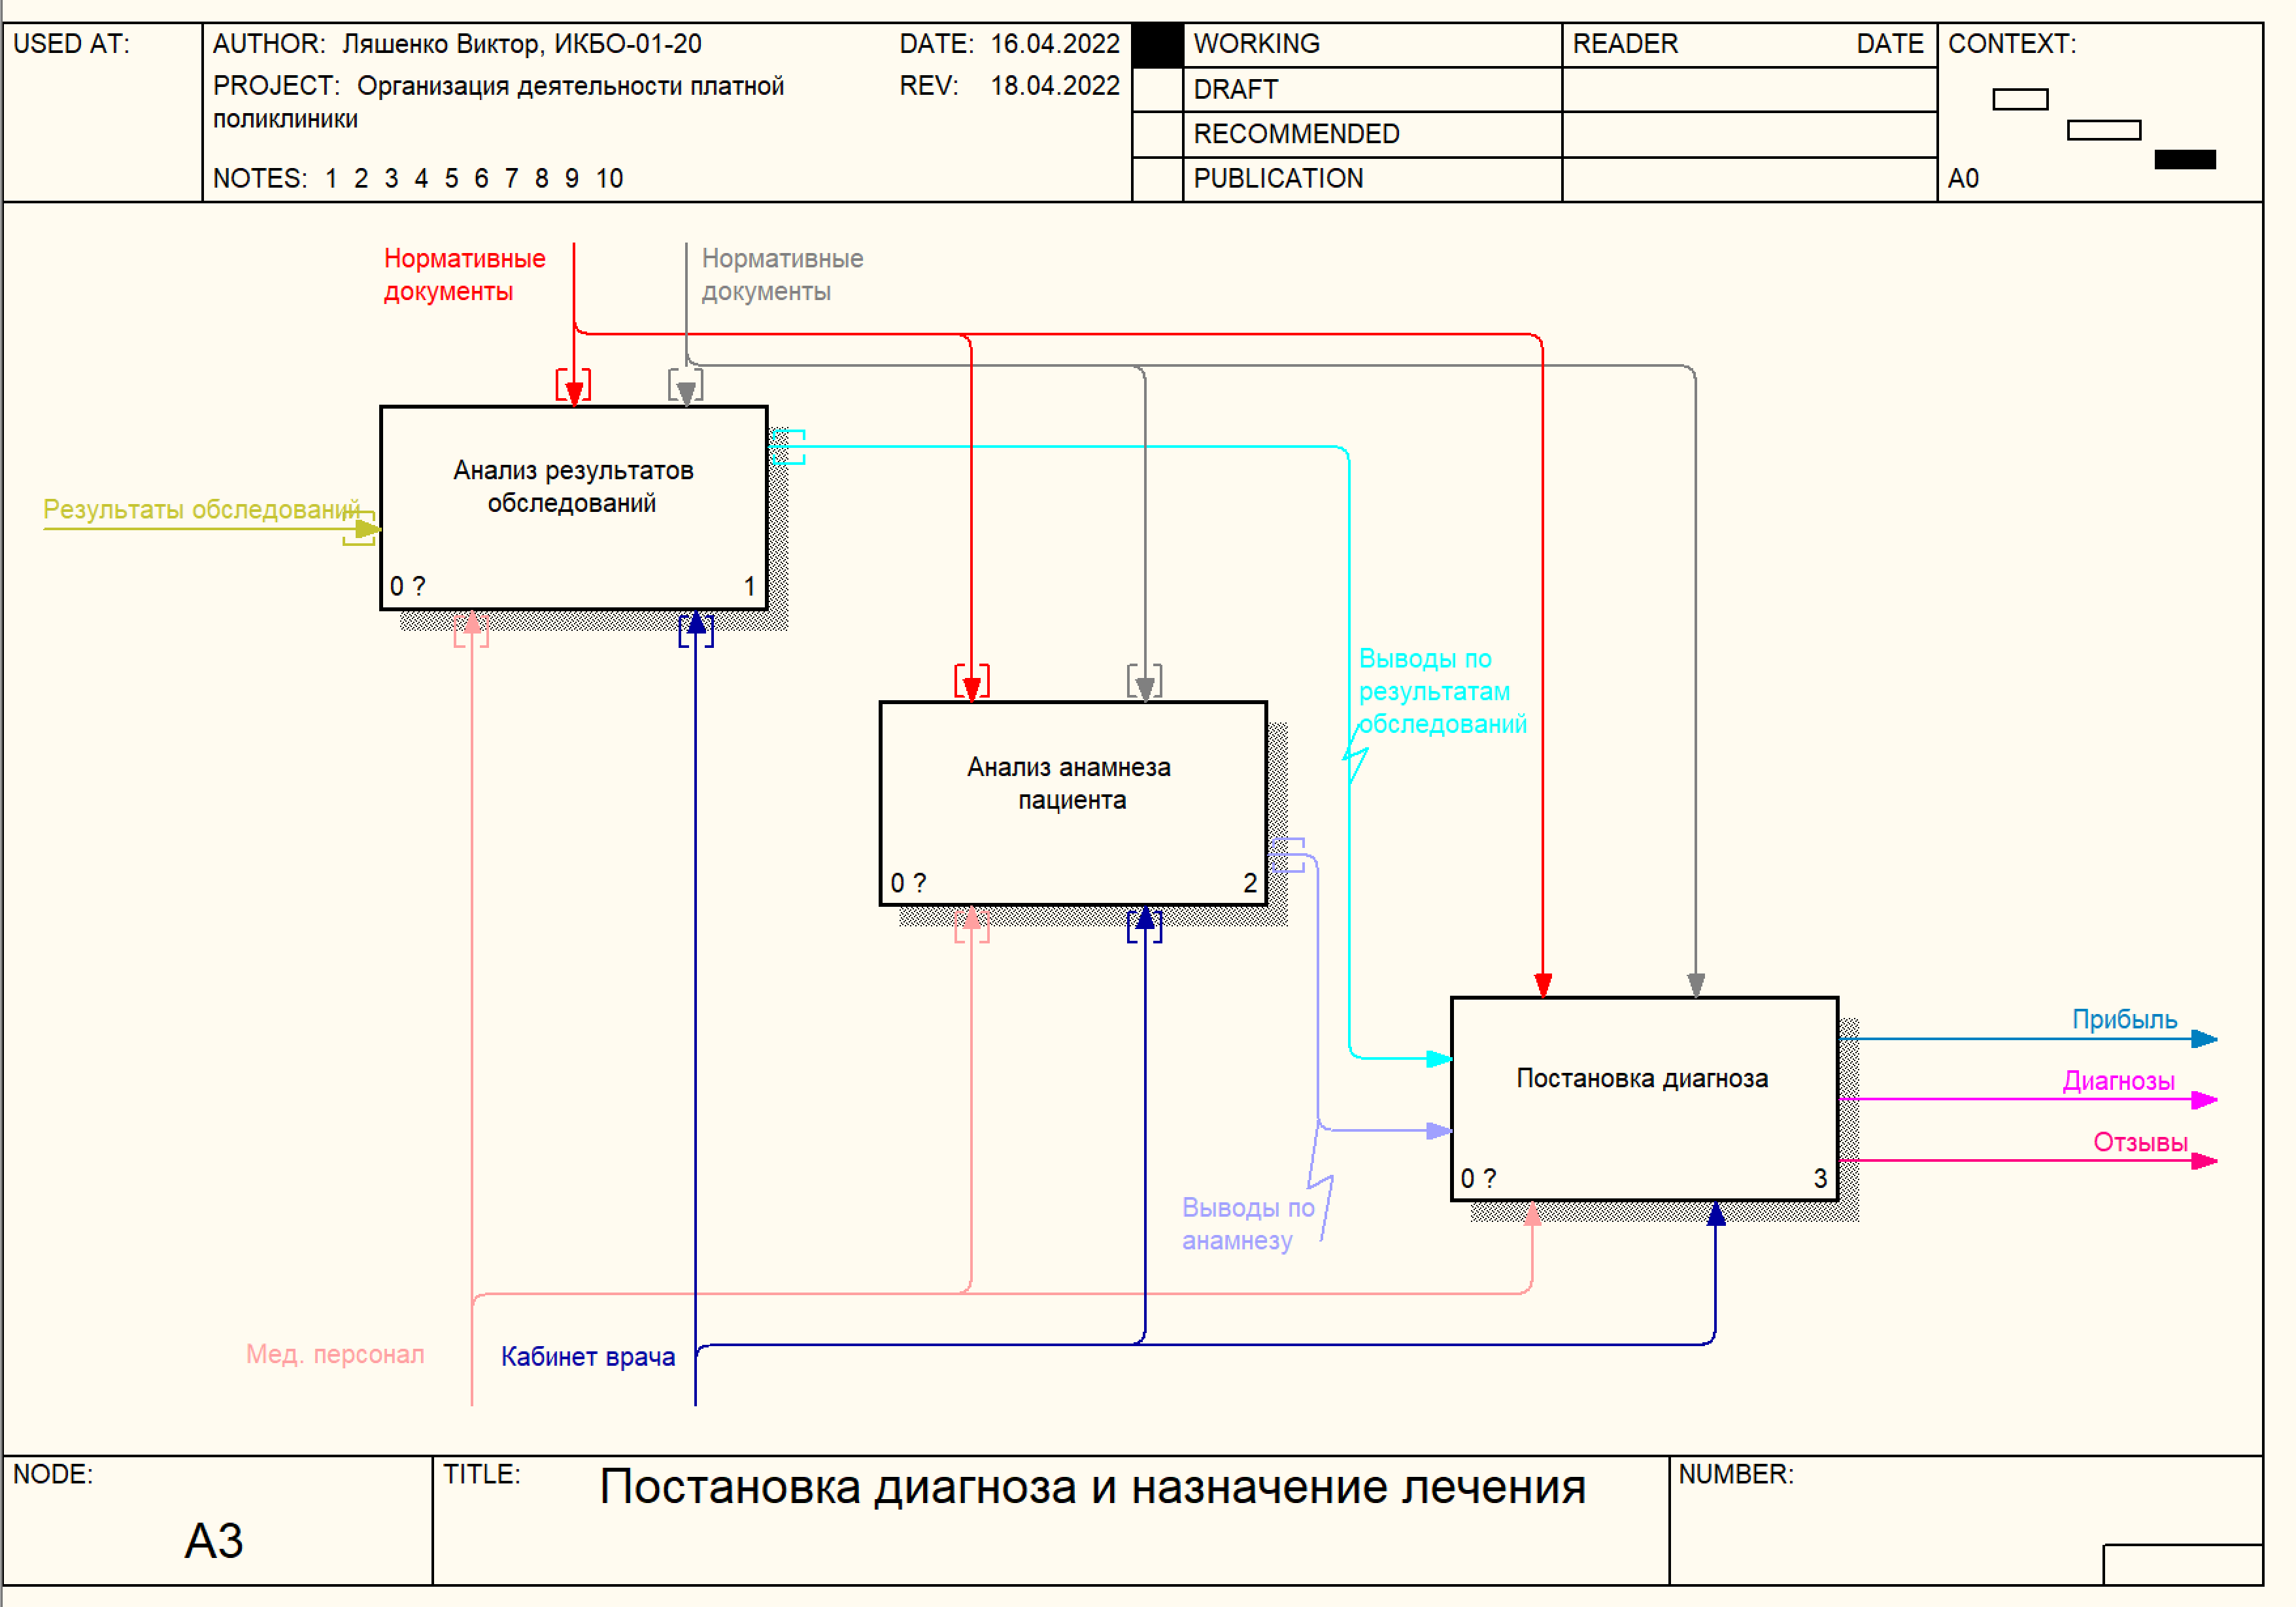 USED AT:
AUTHOR: Ляшенко Виктор, ИКБО-01-20
DATE: 16.04.2022
PROJECT: Организация деятельности платной
поликлиники
REV: 18.04.2022
NOTES: 1 2 3 4 5 6 7 8 9 10
WORKING
DRAFT
RECOMMENDED
PUBLICATION
READER DATE
CONTEXT:
A0
Нормативные
документы
Нормативные
документы
Результаты обследований
Анализ результатов
обследований
0 ? 1
Выводы по
результатам
обследований
Анализ анамнеза
пациента
0 ? 2
Постановка диагноза
0 ? 3
Прибыль
Диагнозы
Отзывы
Выводы по
анамнезу
Мед. персонал
Кабинет врача
NODE:
A3
TITLE:
Постановка диагноза и назначение лечения
NUMBER: